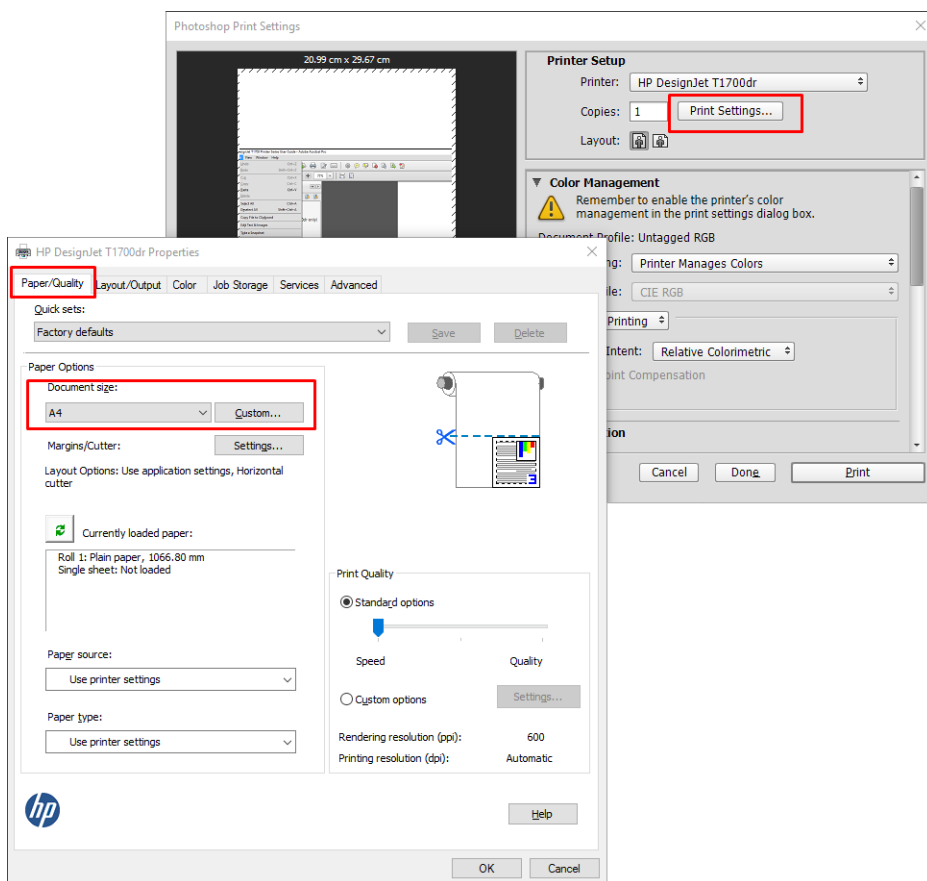 Photoshop Print Settings
20.99 cm x 29.67 cm
Printer Setup
Printer: HP DesignJet T1700dr
Copies: 1 Print Settings...
Layout:
Color Management
Remember to enable the printer's color
management in the print settings dialog box.
Document Profile: Untagged RGB
ng: Printer Manages Colors
ile: CIE RGB
Printing
Intent: Relative Colorimetric
oint Compensation
ion
Cancel Done Print
HP DesignJet T1700dr Properties
Paper/Quality Layout/Output Color Job Storage Services Advanced
Quick sets:
Factory defaults Save Delete
Paper Options
Document size:
A4 Custom...
Margins/Cutter: Settings...
Layout Options: Use application settings, Horizontal
cutter
Currently loaded paper:
Roll 1: Plain paper, 1066.80 mm
Single sheet: Not loaded
Paper source:
Use printer settings
Paper type:
Use printer settings
3
Print Quality
Standard options
Speed Quality
Custom options Settings...
Rendering resolution (ppi): 600
Printing resolution (dpi): Automatic
hp
Help
OK Cancel